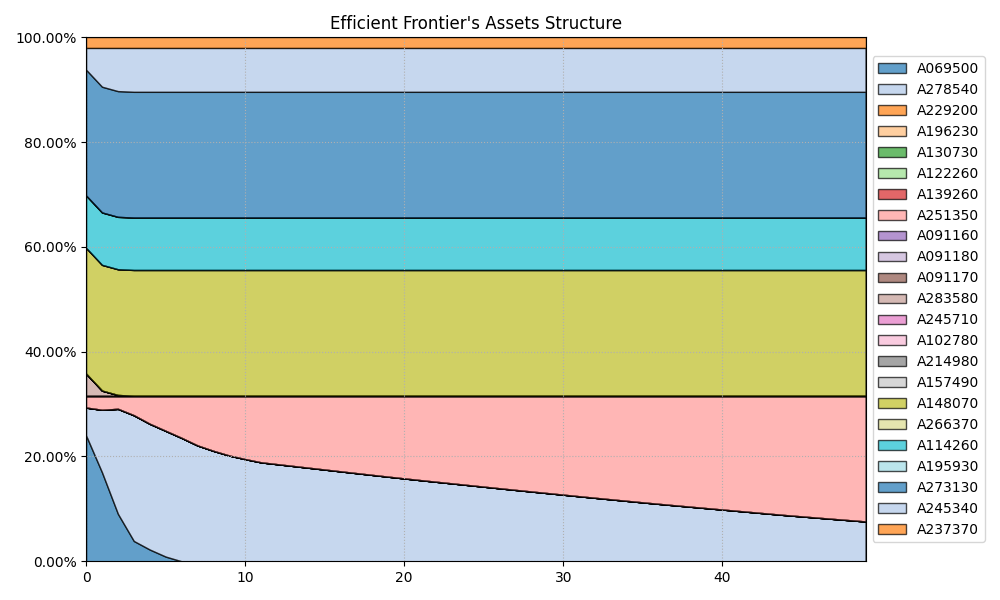 Efficient Frontier's Assets Structure
100.00%
80.00%
60.00%
40.00%
20.00%
0.00%
0
10
20
30
40
A069500
A278540
A229200
A196230
A130730
A122260
A139260
A251350
A091160
A091180
A091170
A283580
A245710
A102780
A214980
A157490
A148070
A266370
A114260
A195930
A273130
A245340
A237370